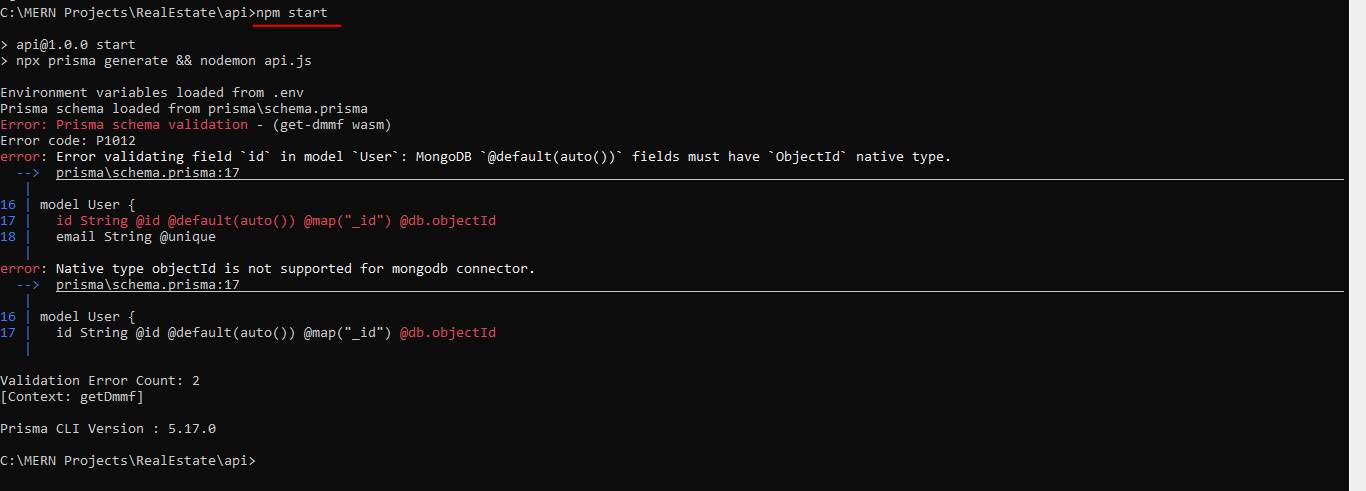 C:\MERN Projects\RealEstate\api>npm start
> api@1.0.0 start
> npx prisma generate && nodemon api.js
Environment variables loaded from .env
Prisma schema loaded from prisma\schema.prisma
Error: Prisma schema validation - (get-dmmf wasm)
Error code: P1012
error: Error validating field `id` in model `User`: MongoDB `@default(auto())` fields must have `ObjectId` native type.
  -->  prisma\schema.prisma:17
   |
16 | model User {
17 |   id String @id @default(auto()) @map("_id") @db.objectId
18 |   email String @unique
   |
error: Native type objectId is not supported for mongodb connector.
  -->  prisma\schema.prisma:17
   |
16 | model User {
17 |   id String @id @default(auto()) @map("_id") @db.objectId
   |
Validation Error Count: 2
[Context: getDmmf]
Prisma CLI Version : 5.17.0
C:\MERN Projects\RealEstate\api>